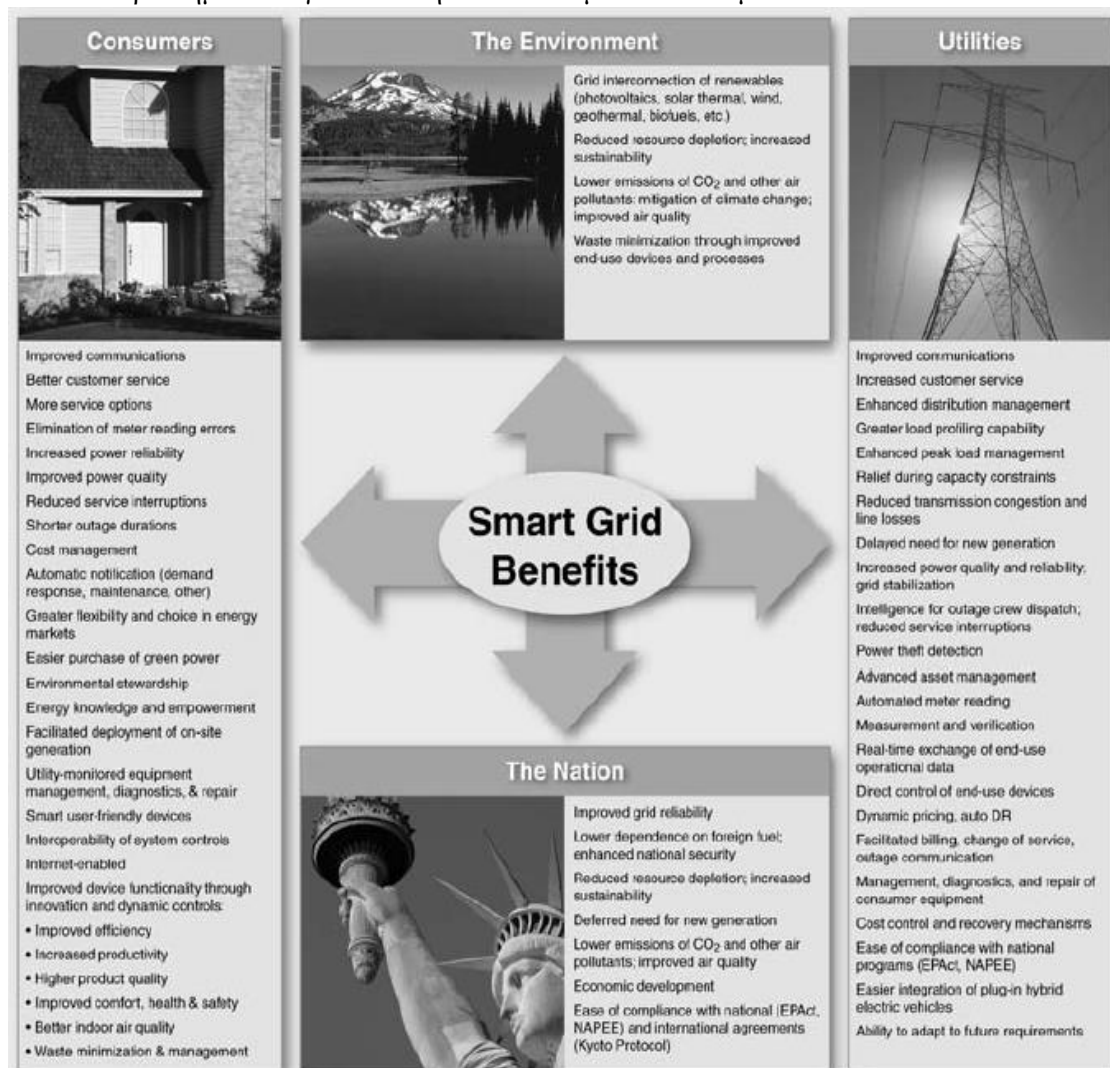 Consumers
Improved communications
Better customer service
More service options
Elimination of meter reading errors
Increased power reliability
Improved power quality
Reduced service interruptions
Shorter outage durations
Cost management
Automatic notification (demand
response, maintenance, other)
Greater flexibility and choice in energy
markets
Easier purchase of green power
Environmental stewardship
Energy knowledge and empowerment
Facilitated deployment of on-site
generation
Utility-monitored equipment
management, diagnostics, & repair
Smart user-friendly devices
Interoperability of system controls
Internet-enabled
Improved device functionality through
innovation and dynamic controls:
• Improved efficiency
• Increased productivity
• Higher product quality
• Improved comfort, health & safety
• Better indoor air quality
• Waste minimization & management
The Environment
Grid interconnection of renewables
(photovoltaics, solar thermal, wind,
geothermal, biofuels, etc.)
Reduced resource depletion; increased
sustainability
Lower emissions of CO₂ and other air
pollutants; mitigation of climate change;
improved air quality
Waste minimization through improved
end-use devices and processes
Smart Grid
Benefits
The Nation
Improved grid reliability
Lower dependence on foreign fuel;
enhanced national security
Reduced resource depletion; increased
sustainability
Deferred need for new generation
Lower emissions of CO₂ and other air
pollutants; improved air quality
Economic development
Ease of compliance with national (EPAct,
NAPEE) and international agreements
(Kyoto Protocol)
Utilities
Improved communications
Increased customer service
Enhanced distribution management
Greater load profiling capability
Enhanced peak load management
Relief during capacity constraints
Reduced transmission congestion and
line losses
Delayed need for new generation
Increased power quality and reliability;
grid stabilization
Intelligence for outage crew dispatch;
reduced service interruptions
Power theft detection
Advanced asset management
Automated meter reading
Measurement and verification
Real-time exchange of end-use
operational data
Direct control of end-use devices
Dynamic pricing, auto DR
Facilitated billing, change of service,
outage communication
Management, diagnostics, and repair of
consumer equipment
Cost control and recovery mechanisms
Ease of compliance with national
programs (EPAct, NAPEE)
Easier integration of plug-in hybrid
electric vehicles
Ability to adapt to future requirements